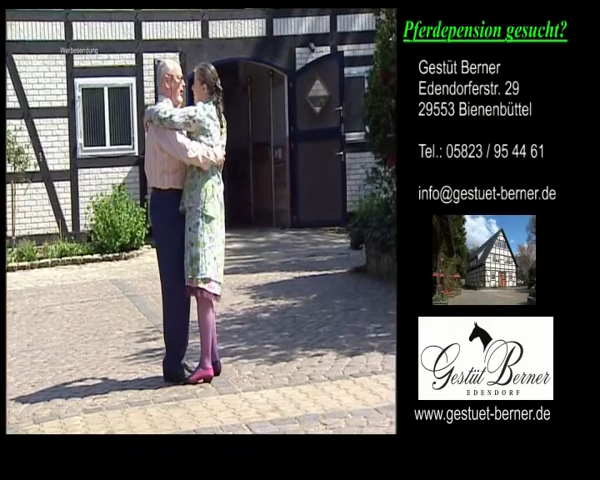 Werbesendung
Pferdepension gesucht?
Gestüt Berner
Edendorferstr. 29
29553 Bienenbüttel
Tel.: 05823 / 95 44 61
info@gestuet-berner.de
Gestüt Berner
EDENDORF
www.gestuet-berner.de